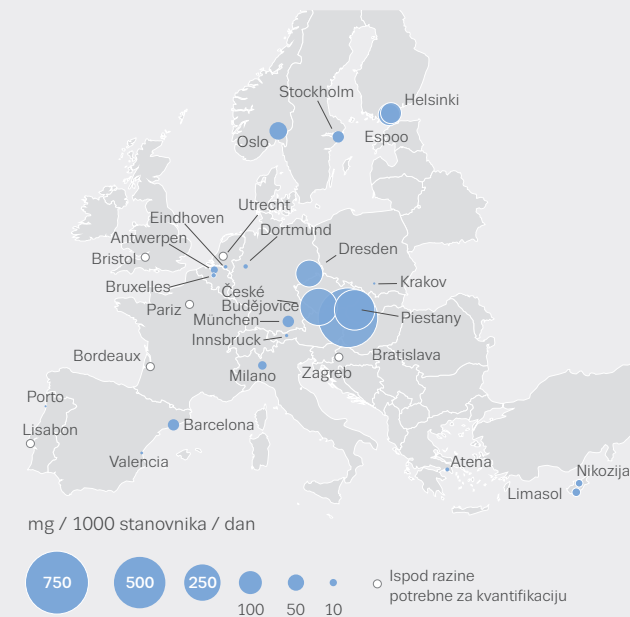 Stockholm
Helsinki
Oslo
Espoo
Utrecht
Eindhoven
Dortmund
Antwerpen
Bristol
Dresden
Bruxelles
České
Budějovice
Krakov
Pariz
München
Piestany
Innsbruck
Bordeaux
Milano
Zagreb
Bratislava
Porto
Lisabon
Barcelona
Valencia
Atena
Nikozija
Limasol
mg / 1000 stanovnika / dan
750 500 250 100 50 10
Ispod razine
potrebne za kvantifikaciju